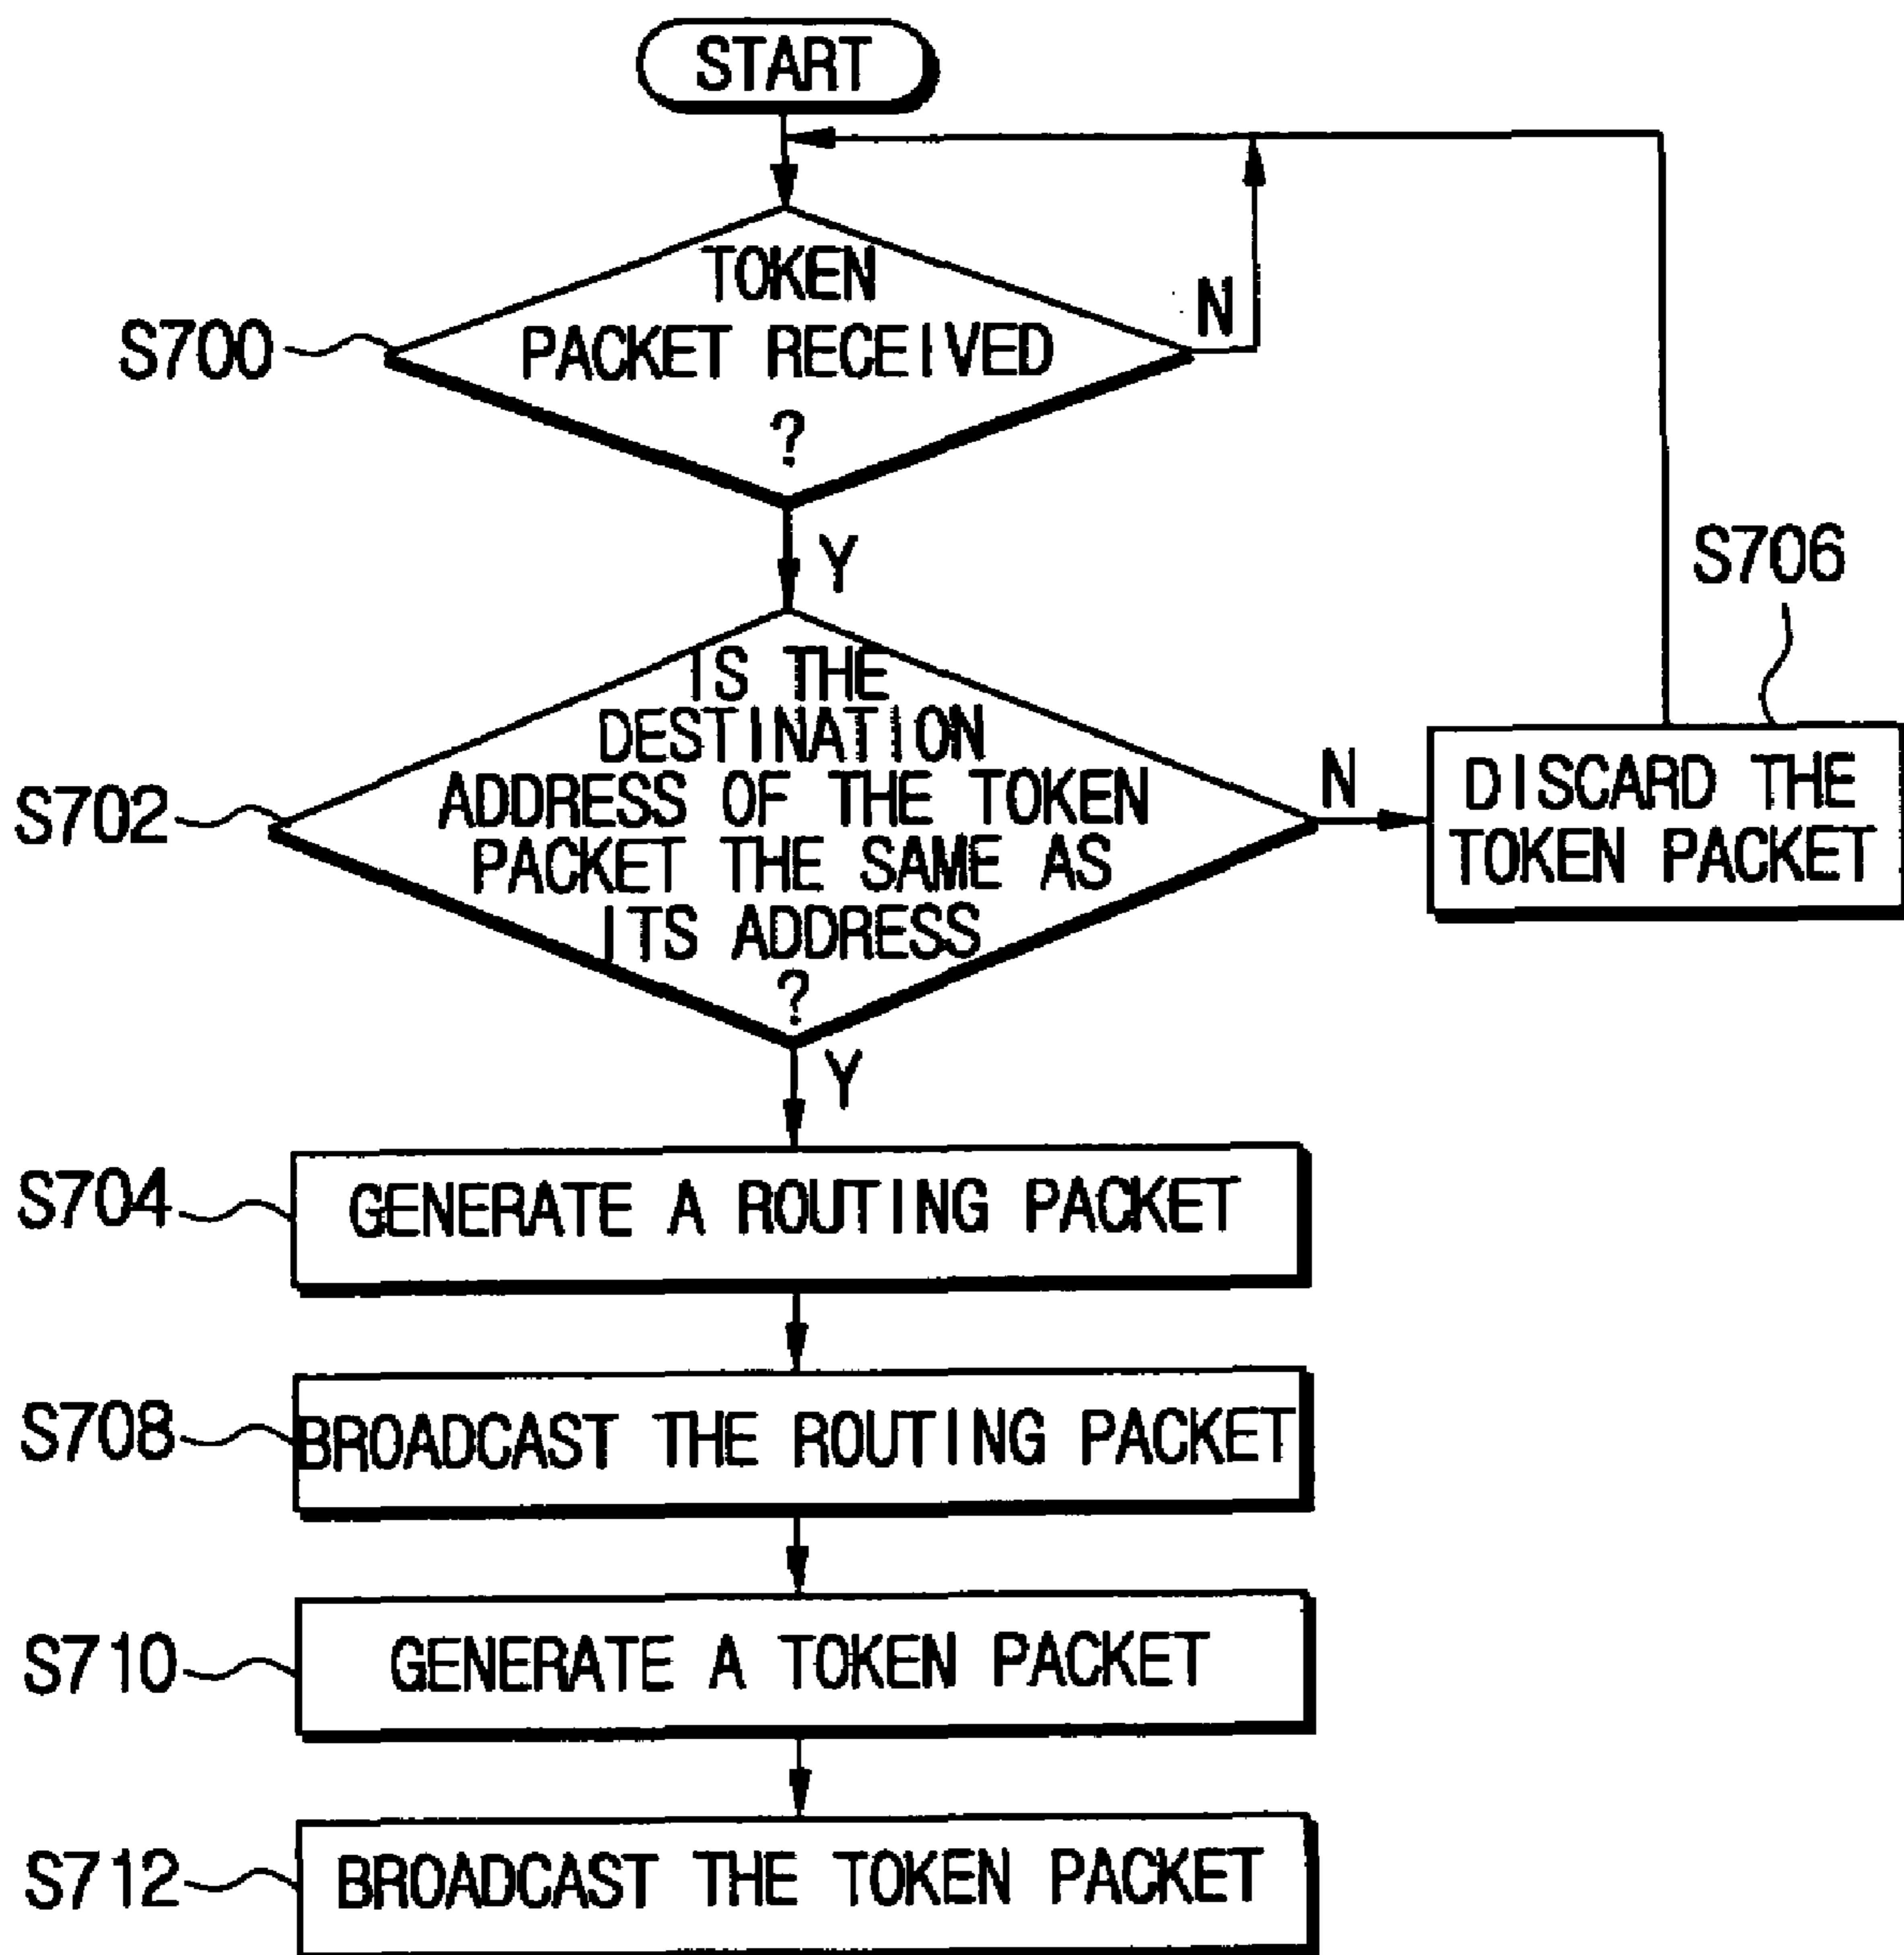 START
TOKEN
PACKET RECEIVED
?
N
S700
Y
S706
IS THE
DESTINATION
ADDRESS OF THE TOKEN
PACKET THE SAME AS
ITS ADDRESS
?
S702
N
DISCARD THE
TOKEN PACKET
Y
S704
GENERATE A ROUTING PACKET
S708
BROADCAST THE ROUTING PACKET
S710
GENERATE A TOKEN PACKET
S712
BROADCAST THE TOKEN PACKET